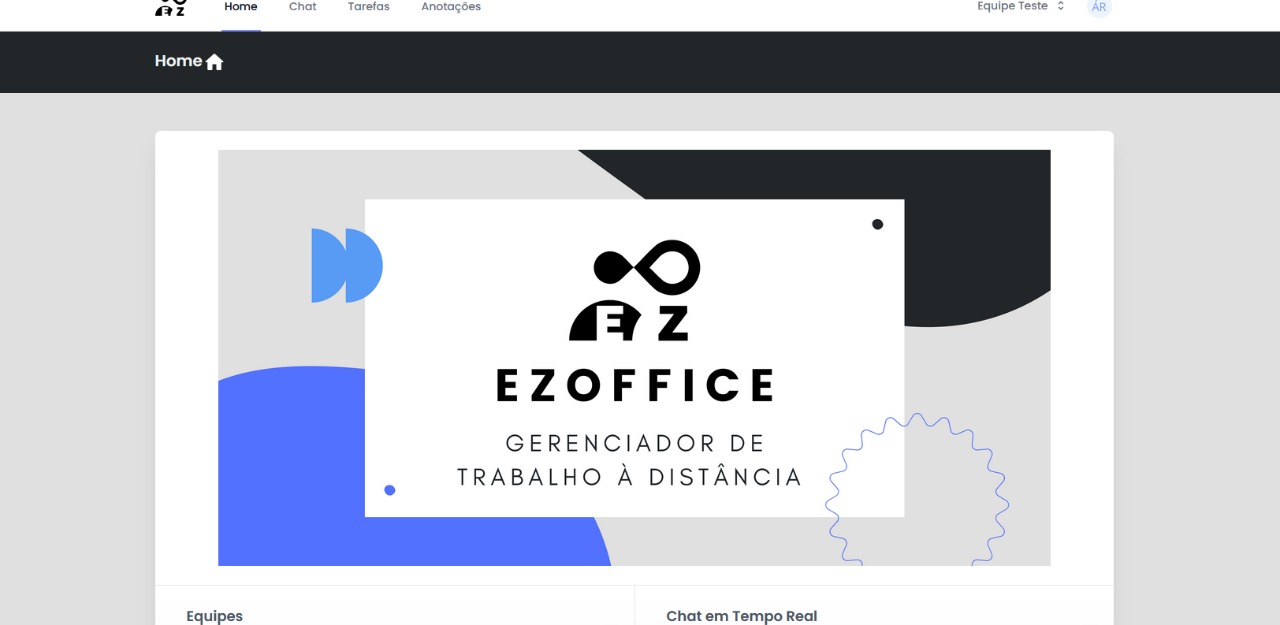 EZ
Home Chat Tarefas Anotações Equipe Teste ÁR
Home
EZ
EZOFFICE
GERENCIADOR DE
TRABALHO À DISTÂNCIA
Equipes Chat em Tempo Real